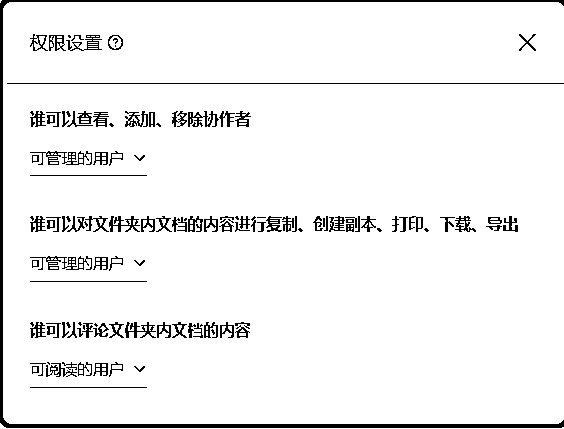 权限设置
谁可以查看、添加、移除协作者
可管理的用户
谁可以对文件夹内文档的内容进行复制、创建副本、打印、下载、导出
可管理的用户
谁可以评论文件夹内文档的内容
可阅读的用户